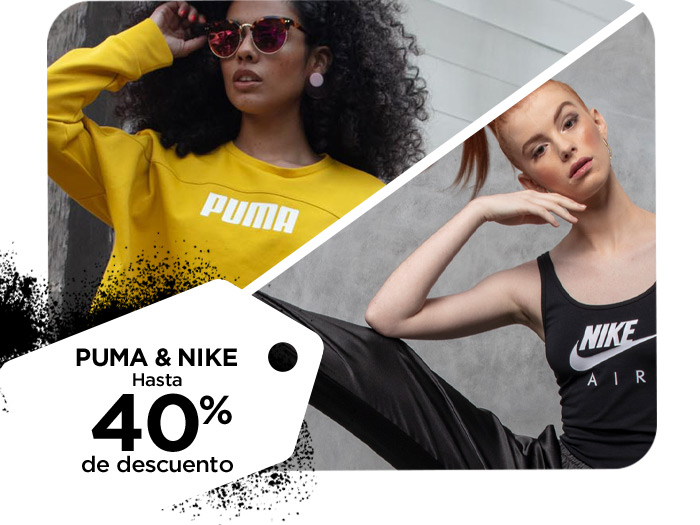 PUMA
NIKE
AIR
PUMA & NIKE
Hasta
40%
de descuento